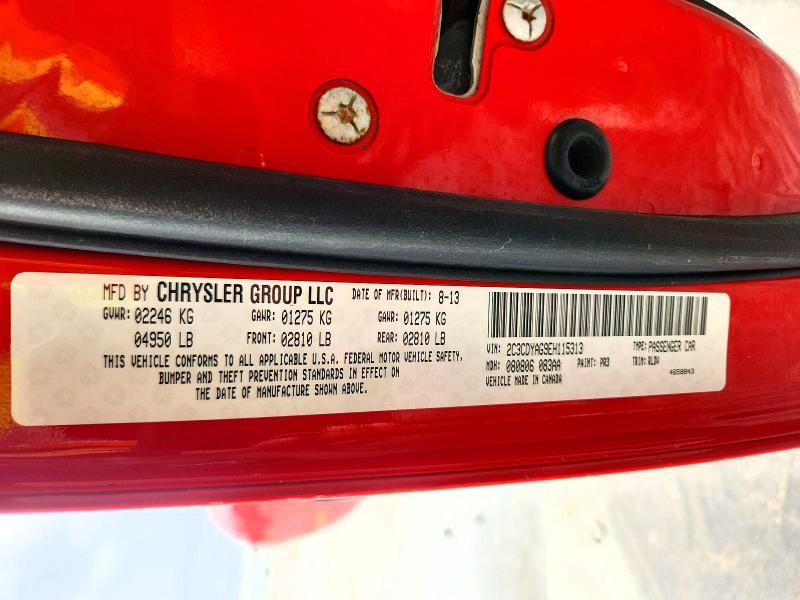 MFD BY CHRYSLER GROUP LLC DATE OF MFR(BUILT): 8-13
GVWR: 02246 KG GAWR: 01275 KG GAWR: 01275 KG
04950 LB FRONT: 02810 LB REAR: 02810 LB
THIS VEHICLE CONFORMS TO ALL APPLICABLE U.S.A. FEDERAL MOTOR VEHICLE SAFETY,
BUMPER AND THEFT PREVENTION STANDARDS IN EFFECT ON
THE DATE OF MANUFACTURE SHOWN ABOVE.
VIN: 2C3CDYAG9EH115313 TYPE: PASSENGER CAR
MDH: 080806 083AA PAINT: PR3 TRIM: BLDV
VEHICLE MADE IN CANADA 4658843